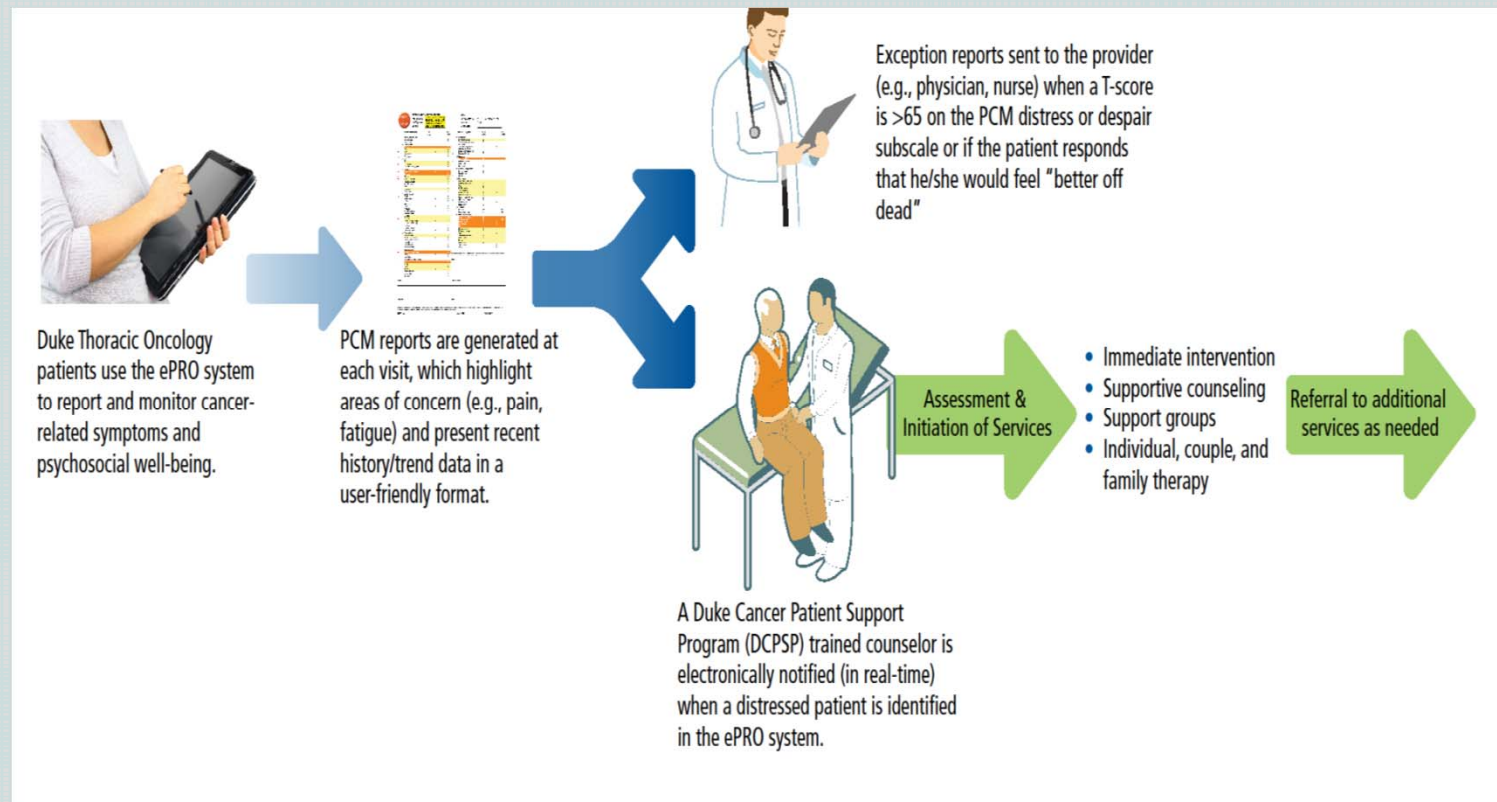 Exception reports sent to the provider
(e.g., physician, nurse) when a T-score
is >65 on the PCM distress or despair
subscale or if the patient responds
that he/she would feel "better off
dead"
Duke Thoracic Oncology
patients use the ePRO system
to report and monitor cancer-
related symptoms and
psychosocial well-being.
PCM reports are generated at
each visit, which highlight
areas of concern (e.g., pain,
fatigue) and present recent
history/trend data in a
user-friendly format.
Assessment &
Initiation of Services
• Immediate intervention
• Supportive counseling
• Support groups
• Individual, couple, and
family therapy
Referral to additional
services as needed
A Duke Cancer Patient Support
Program (DCPSP) trained counselor is
electronically notified (in real-time)
when a distressed patient is identified
in the ePRO system.